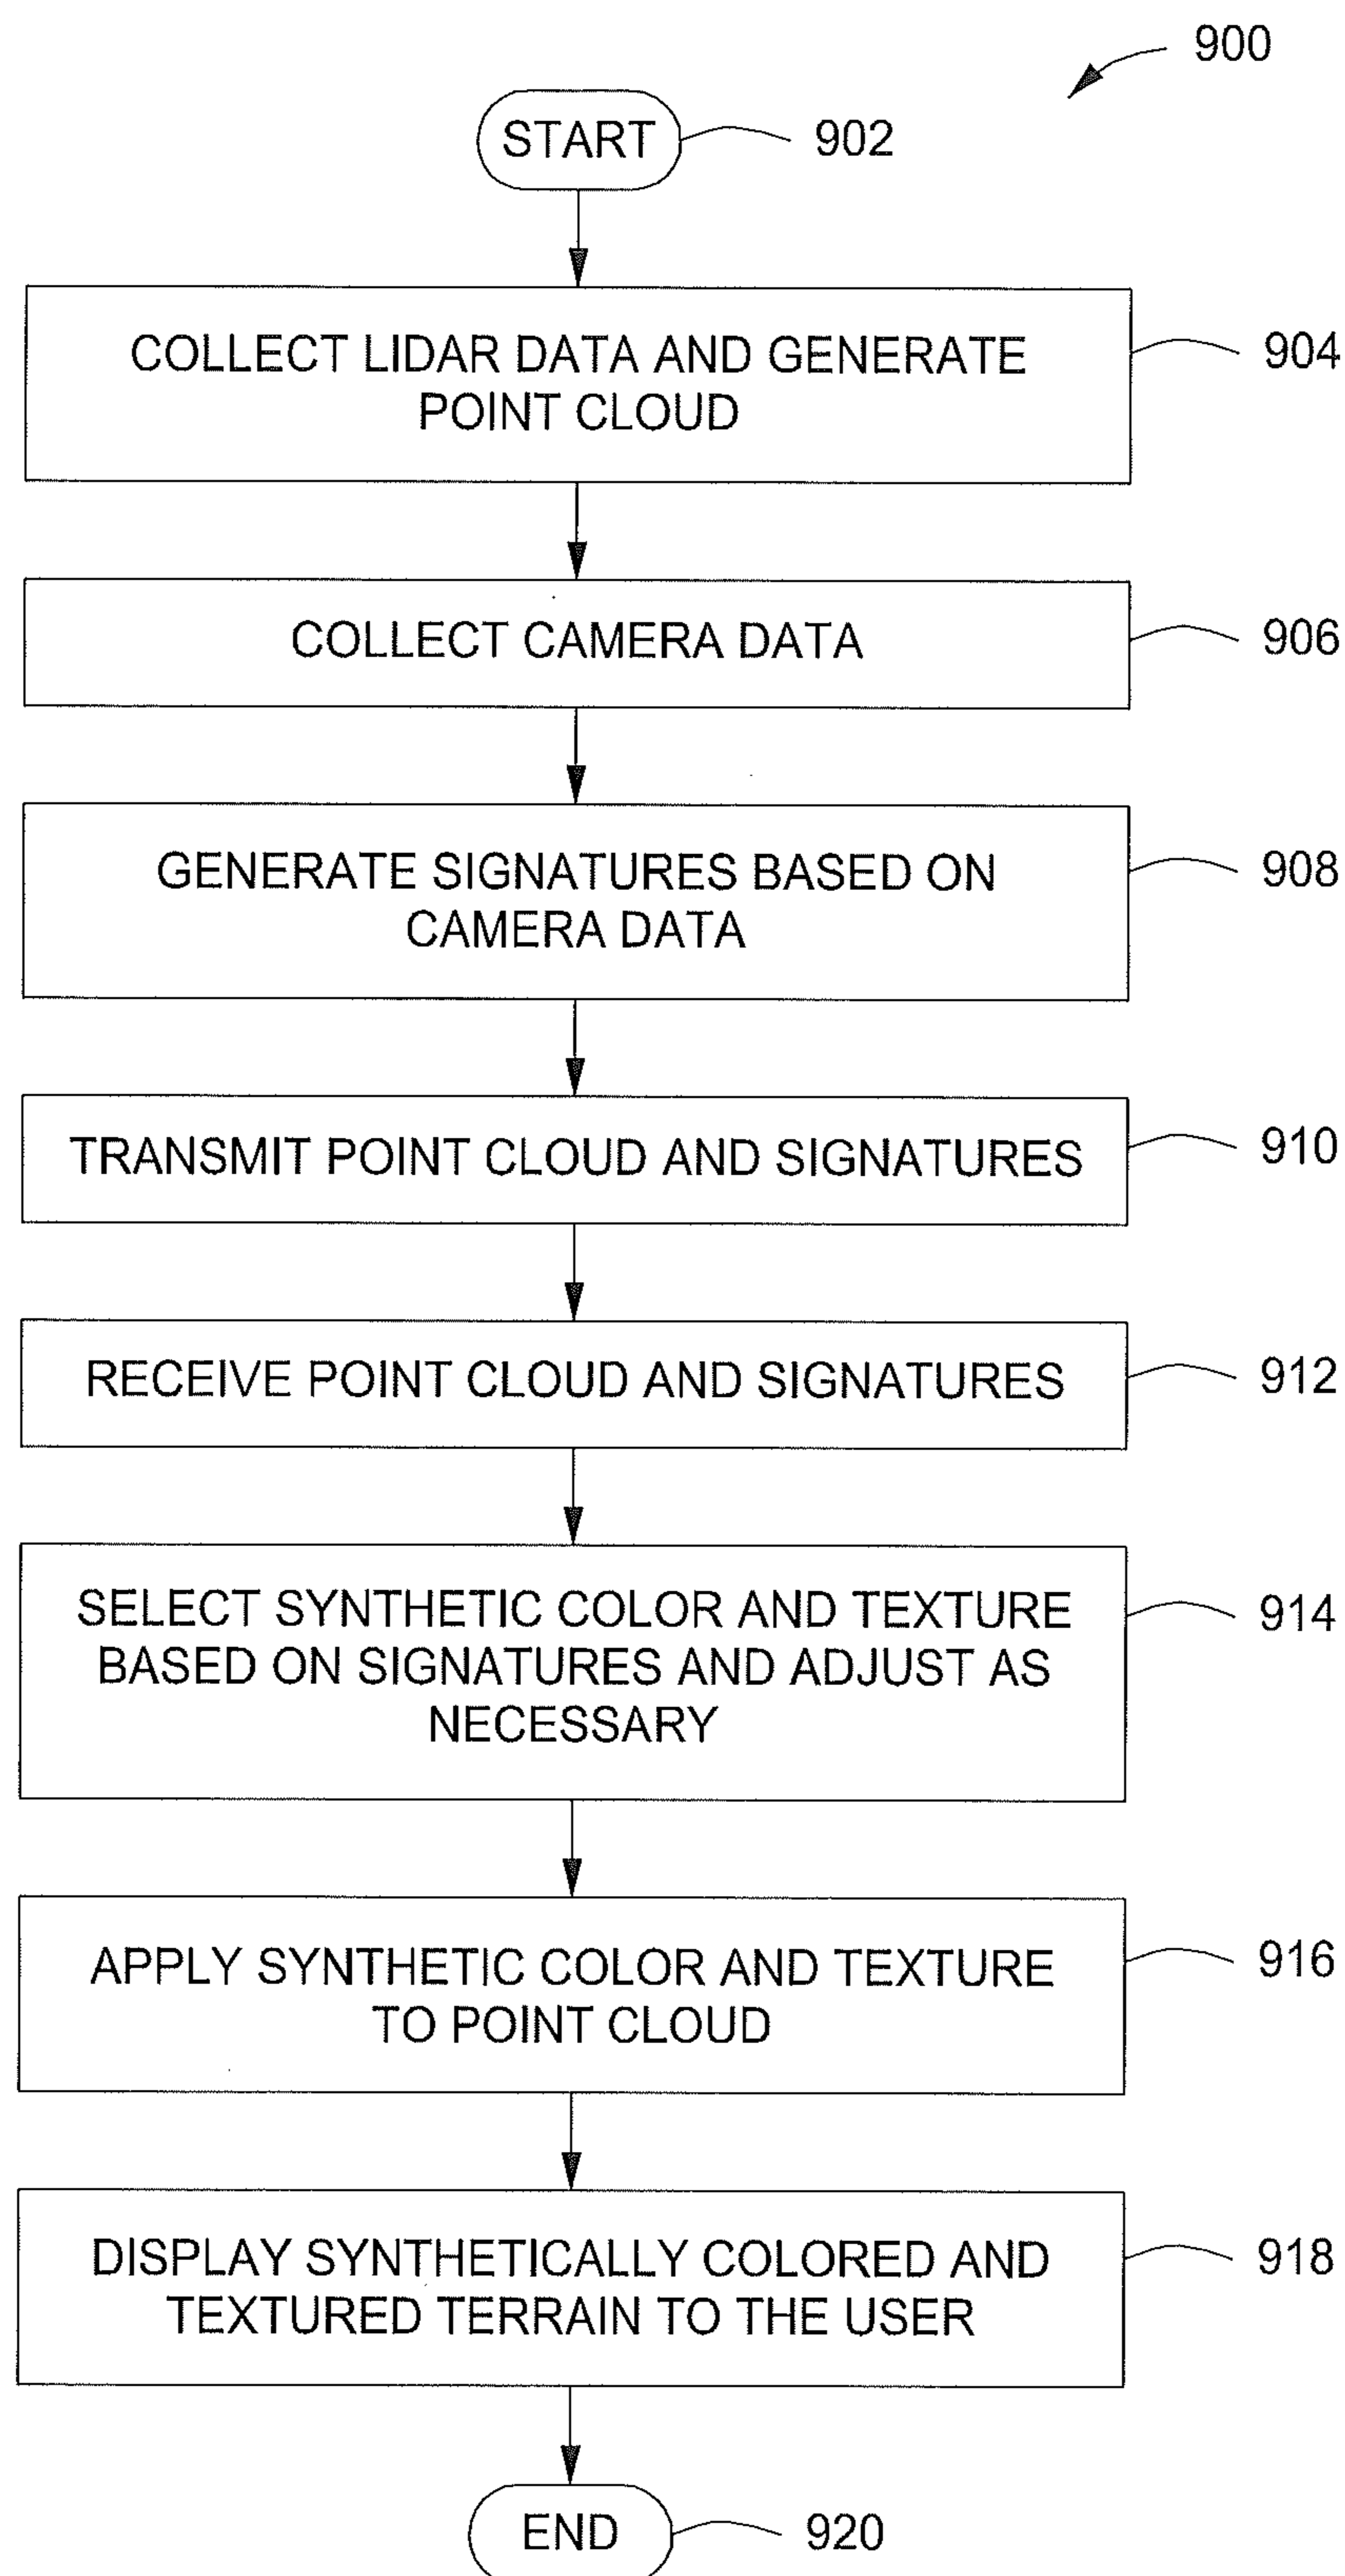 900
START
902
COLLECT LIDAR DATA AND GENERATE
POINT CLOUD
904
COLLECT CAMERA DATA
906
GENERATE SIGNATURES BASED ON
CAMERA DATA
908
TRANSMIT POINT CLOUD AND SIGNATURES
910
RECEIVE POINT CLOUD AND SIGNATURES
912
SELECT SYNTHETIC COLOR AND TEXTURE
BASED ON SIGNATURES AND ADJUST AS
NECESSARY
914
APPLY SYNTHETIC COLOR AND TEXTURE
TO POINT CLOUD
916
DISPLAY SYNTHETICALLY COLORED AND
TEXTURED TERRAIN TO THE USER
918
END
920